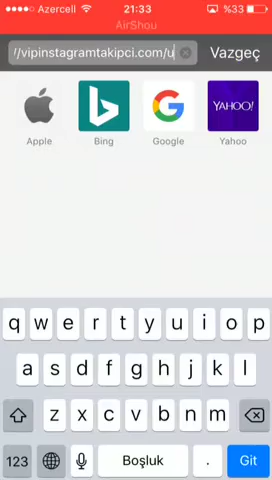 Azercell 21:33 %33
AirShou
//vipinstagramtakipci.com/u Vazgeç
YAHOO!
Apple Bing Google Yahoo
q w e r t y u i o p
a s d f g h j k l
z x c v b n m
123 Boşluk . Git